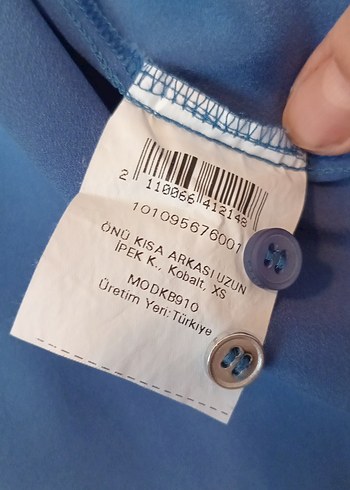 2 110066 412148
101095676001
ÖNÜ KISA ARKASI UZUN
İPEK K., Kobalt, XS
MODKB910
Üretim Yeri:Türkiye